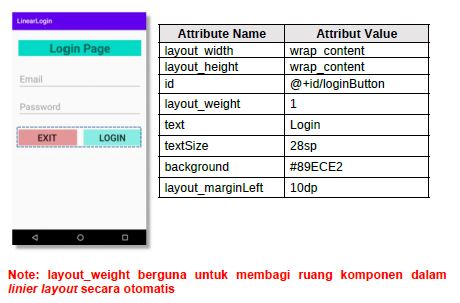 LinearLogin
Login Page
Email
Password
EXIT LOGIN
Attribute Name Attribut Value
layout_width wrap_content
layout_height wrap_content
id @+id/loginButton
layout_weight 1
text Login
textSize 28sp
background #89ECE2
layout_marginLeft 10dp
Note: layout_weight berguna untuk membagi ruang komponen dalam
linier layout secara otomatis